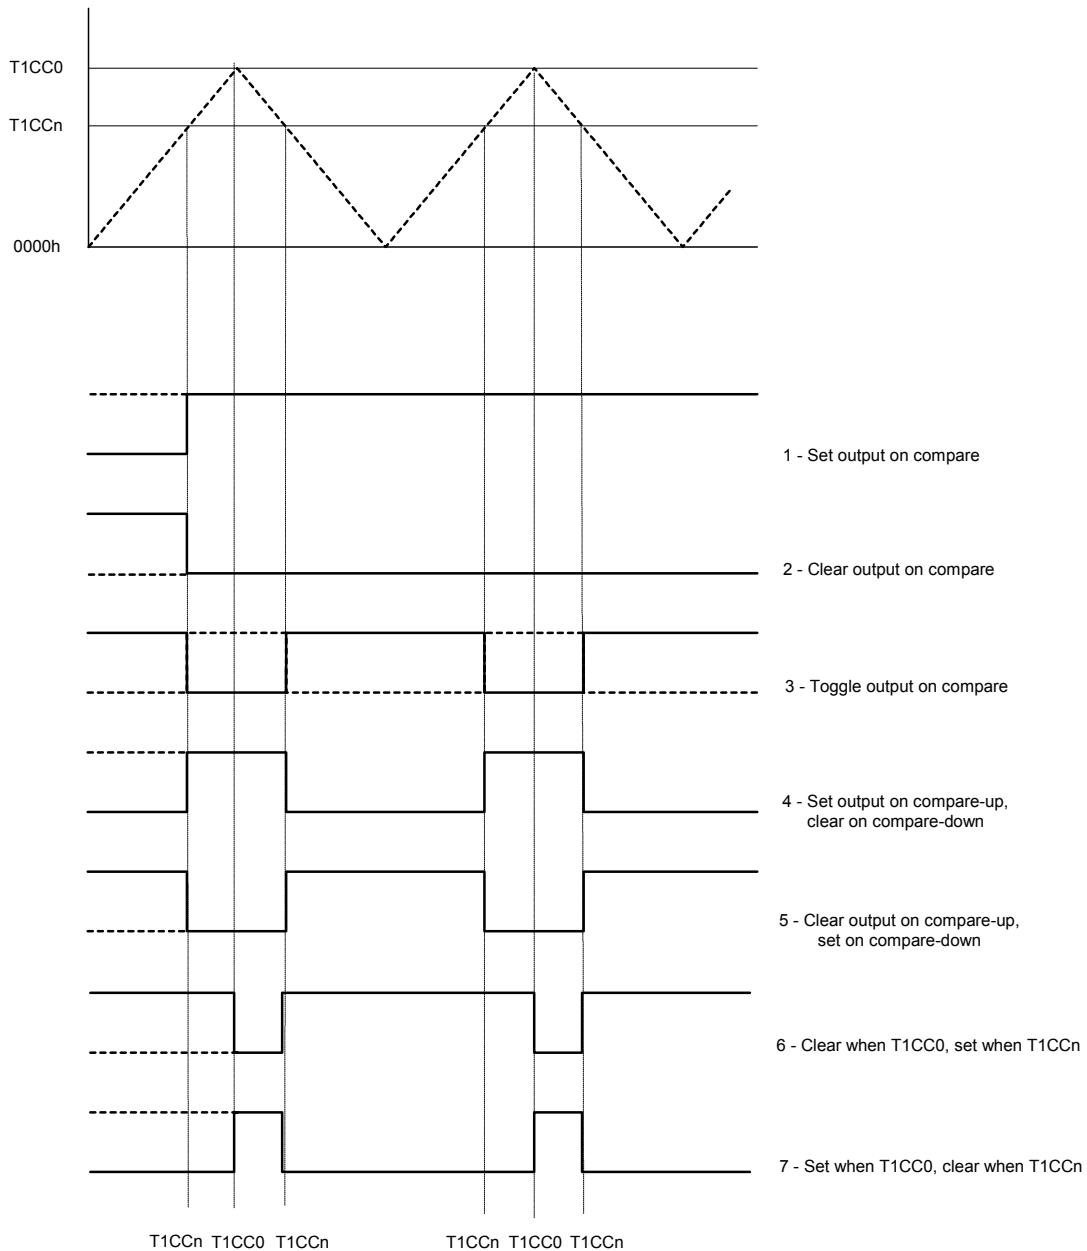 T1CC0
T1CCn
0000h
1 - Set output on compare
2 - Clear output on compare
3 - Toggle output on compare
4 - Set output on compare-up,
clear on compare-down
5 - Clear output on compare-up,
set on compare-down
6 - Clear when T1CC0, set when T1CCn
7 - Set when T1CC0, clear when T1CCn
T1CCn T1CC0 T1CCn T1CCn T1CC0 T1CCn